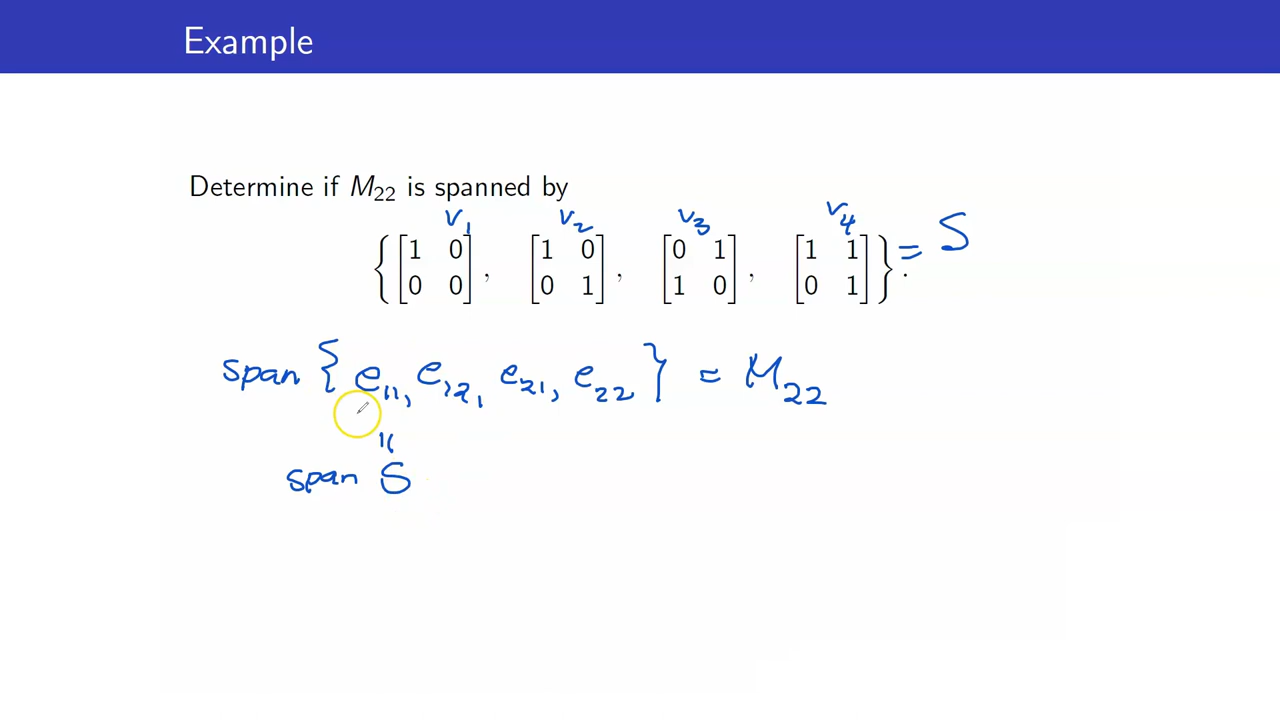 Example
Determine if M₂₂ is spanned by
v₁ v₂ v₃ v₄
{[1 0; 0 0], [1 0; 0 1], [0 1; 1 0], [1 1; 0 1]}. = S
span { e₁₁, e₁₂, e₂₁, e₂₂ } = M₂₂
||
span S